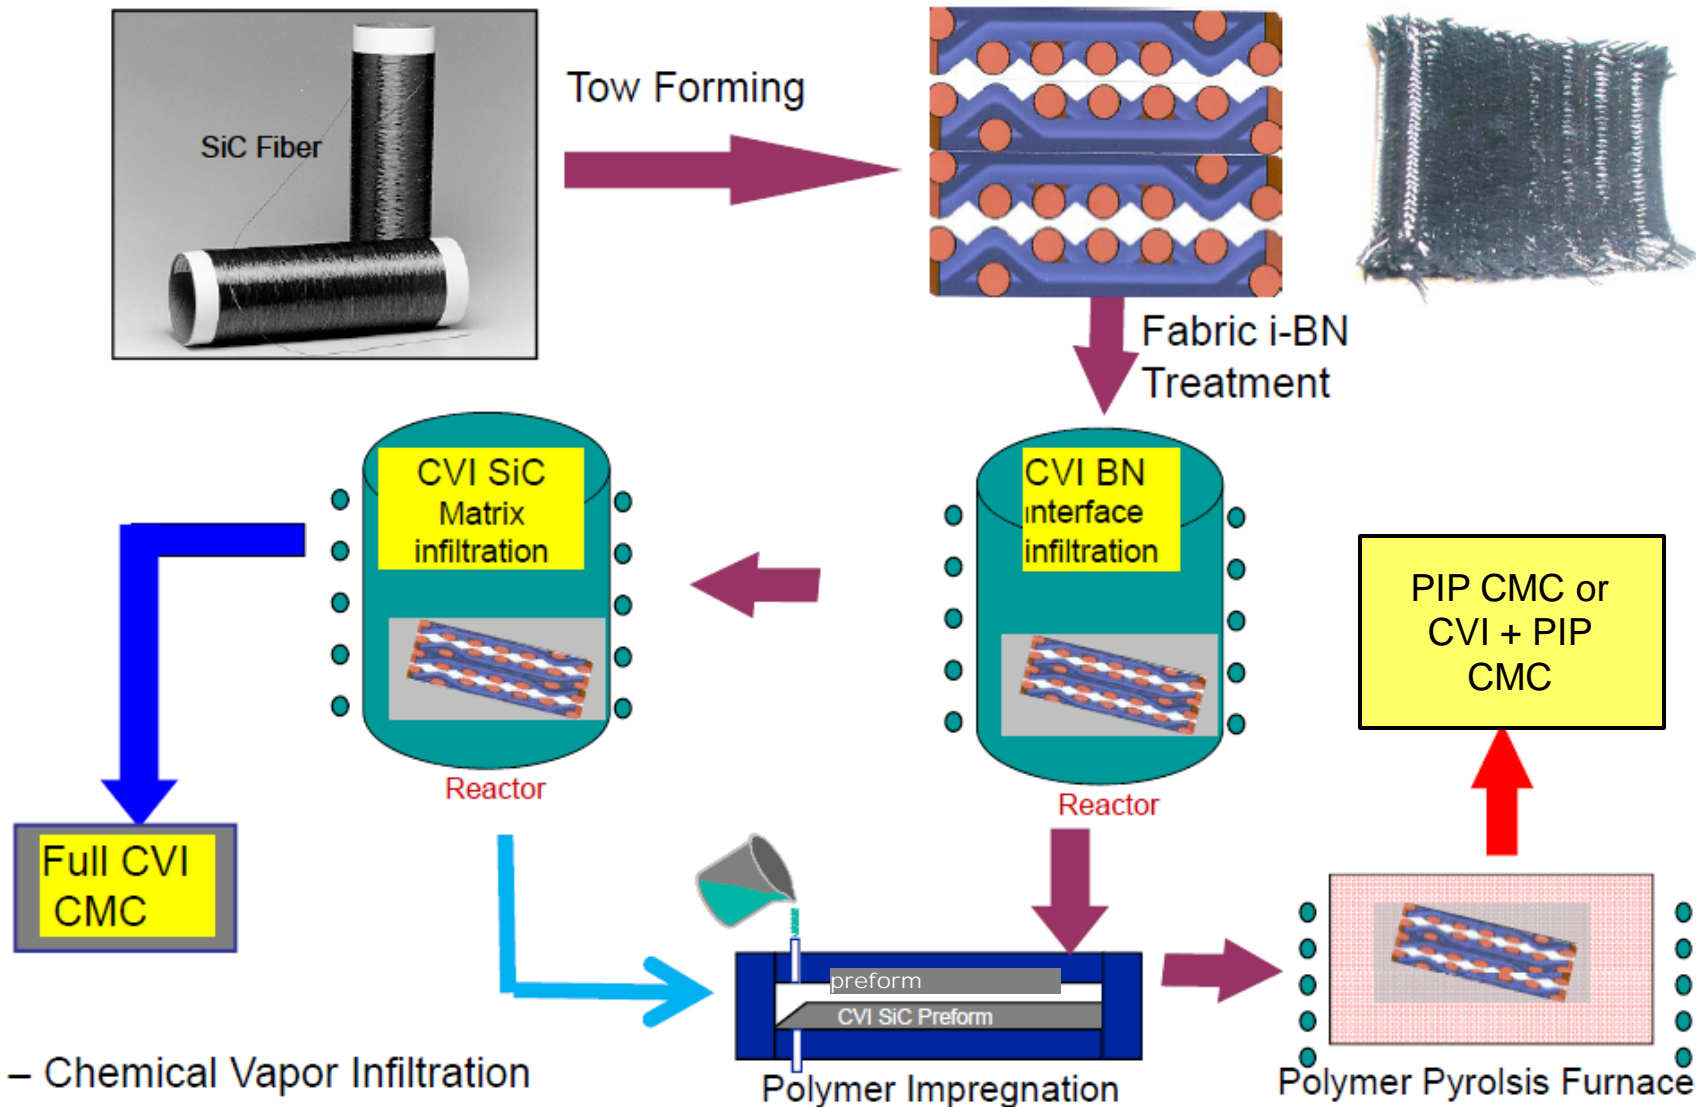 Tow Forming
SiC Fiber
Fabric i-BN
Treatment
CVI SiC
Matrix
infiltration
CVI BN
ınterface
infiltration
PIP CMC or
CVI + PIP
CMC
Reactor
Reactor
Full CVI
CMC
preform
CVI SiC Preform
– Chemical Vapor Infiltration
Polymer Impregnation
Polymer Pyrolsis Furnace